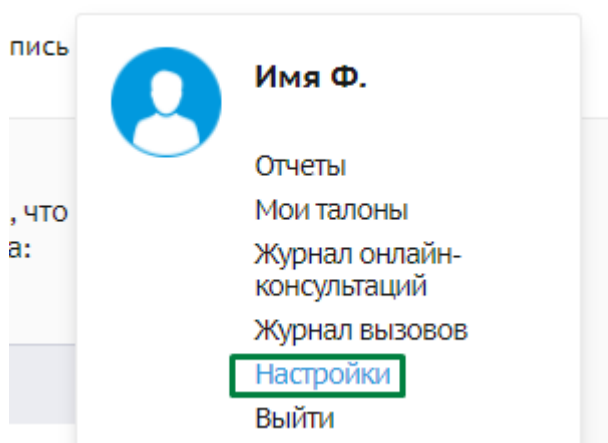 пись
Имя Ф.
Отчеты
, что
Мои талоны
а:
Журнал онлайн-
консультаций
Журнал вызовов
Настройки
Выйти